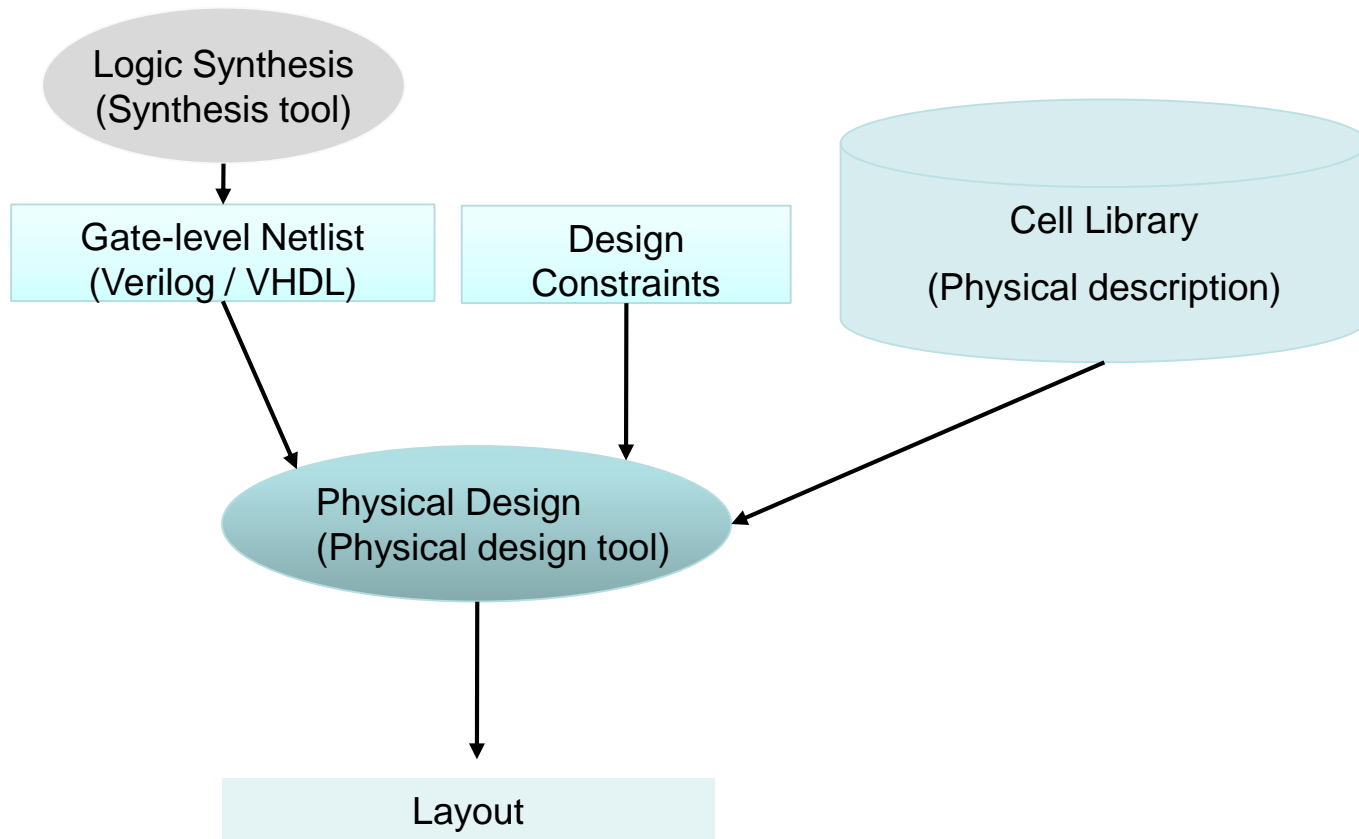 Logic Synthesis
(Synthesis tool)
Gate-level Netlist
(Verilog / VHDL)
Design
Constraints
Cell Library
(Physical description)
Physical Design
(Physical design tool)
Layout